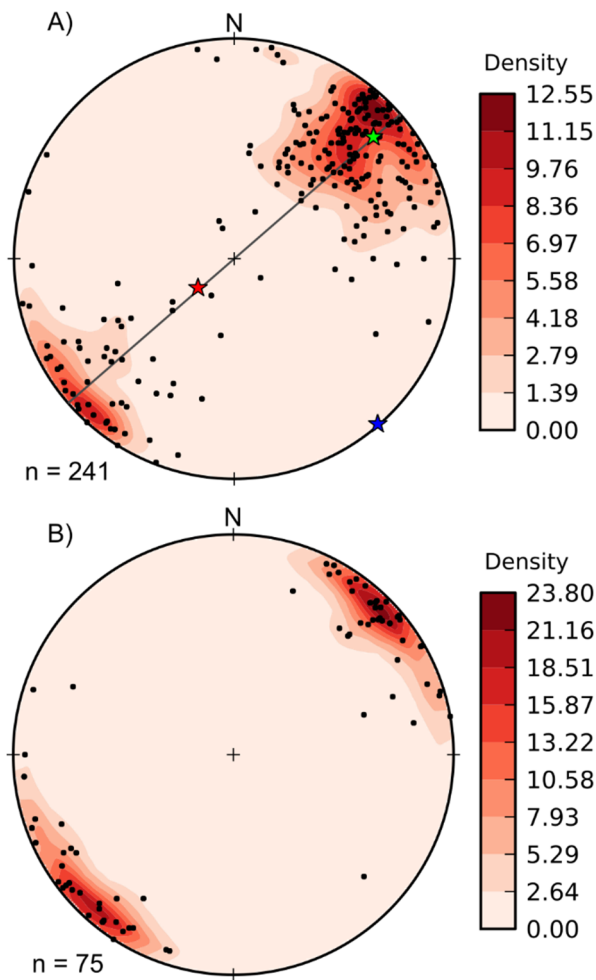 A)
N
Density
12.55
11.15
9.76
8.36
6.97
5.58
4.18
2.79
1.39
0.00
n = 241
B)
N
Density
23.80
21.16
18.51
15.87
13.22
10.58
7.93
5.29
2.64
0.00
n = 75